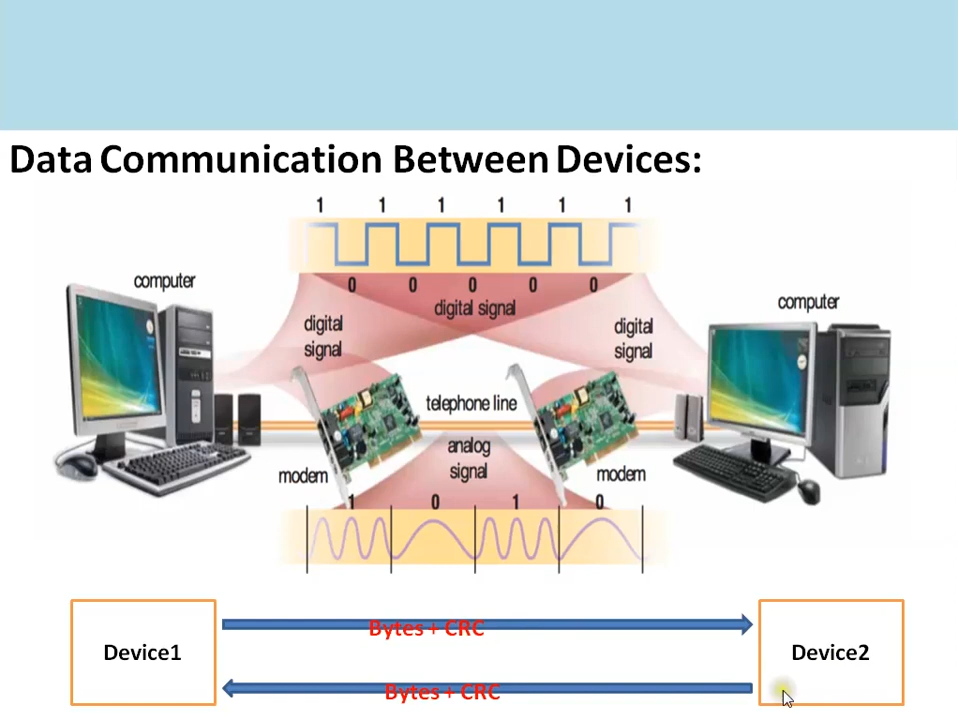 Data Communication Between Devices:
1 1 1 1 1 1
0 0 0 0 0
digital signal
computer
computer
digital
signal
digital
signal
telephone line
analog
signal
modem
modem
1 0 1 0
Bytes + CRC
Device1
Device2
Bytes + CRC